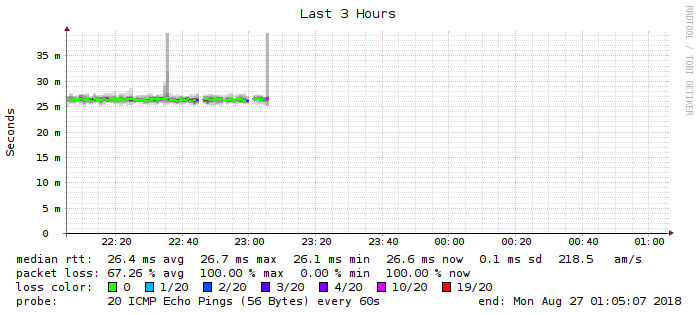 Last 3 Hours
RRDTOOL / TOBI OETIKER
Seconds
35 m
30 m
25 m
20 m
15 m
10 m
5 m
0
22:20 22:40 23:00 23:20 23:40 00:00 00:20 00:40 01:00
median rtt: 26.4 ms avg 26.7 ms max 26.1 ms min 26.6 ms now 0.1 ms sd 218.5 am/s
packet loss: 67.26 % avg 100.00 % max 0.00 % min 100.00 % now
loss color: 0 1/20 2/20 3/20 4/20 10/20 19/20
probe: 20 ICMP Echo Pings (56 Bytes) every 60s end: Mon Aug 27 01:05:07 2018